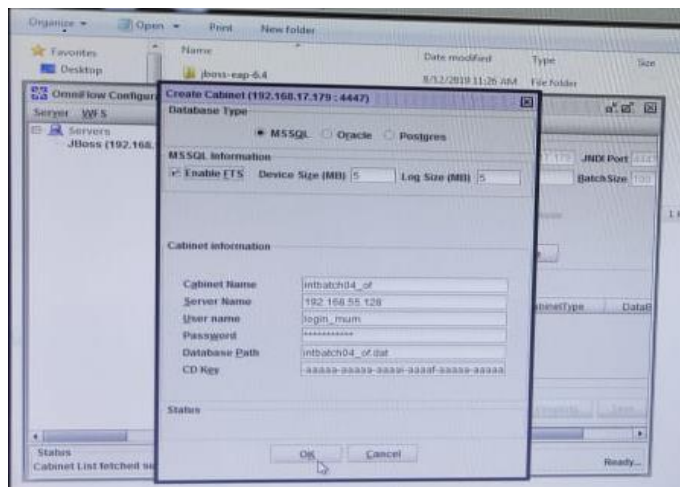 Organize Open Print New folder
Favorites
Desktop
Name Date modified Type Size
jboss-eap-6.4 8/12/2019 11:26 AM File folder
OmniFlow Configur
Server WFS
Servers
JBoss (192.168.
Create Cabinet (192.168.17.179 : 4447)
Database Type
MSSQL Oracle Postgres
MSSQL Information
Enable FTS Device Size (MB) 5 Log Size (MB) 5
JNDI Port
BatchSize
Cabinet information
Cabinet Name intbatch04_of
Server Name 192.168.55.128
User name login_mum
Password ***********
Database Path intbatch04_of.dat
CD Key
Status
OK Cancel
Status
Cabinet List fetched su
Ready...